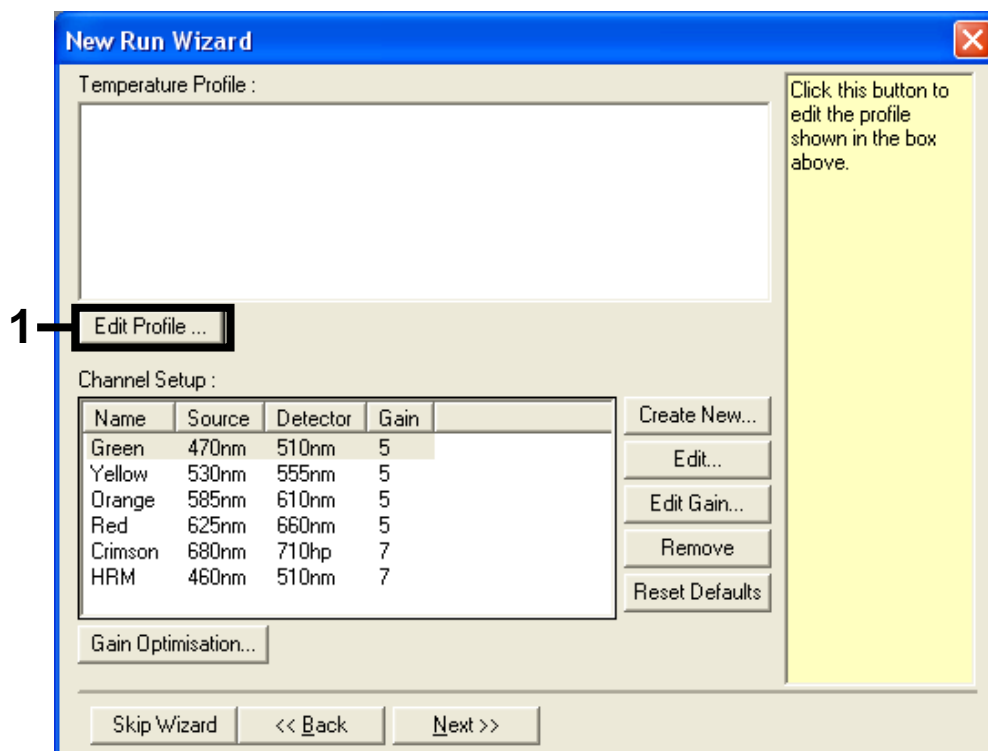 New Run Wizard
Temperature Profile :
Click this button to
edit the profile
shown in the box
above.
1
Edit Profile ...
Channel Setup :
Name Source Detector Gain
Green 470nm 510nm 5
Yellow 530nm 555nm 5
Orange 585nm 610nm 5
Red 625nm 660nm 5
Crimson 680nm 710hp 7
HRM 460nm 510nm 7
Create New...
Edit...
Edit Gain...
Remove
Reset Defaults
Gain Optimisation...
Skip Wizard << Back Next >>